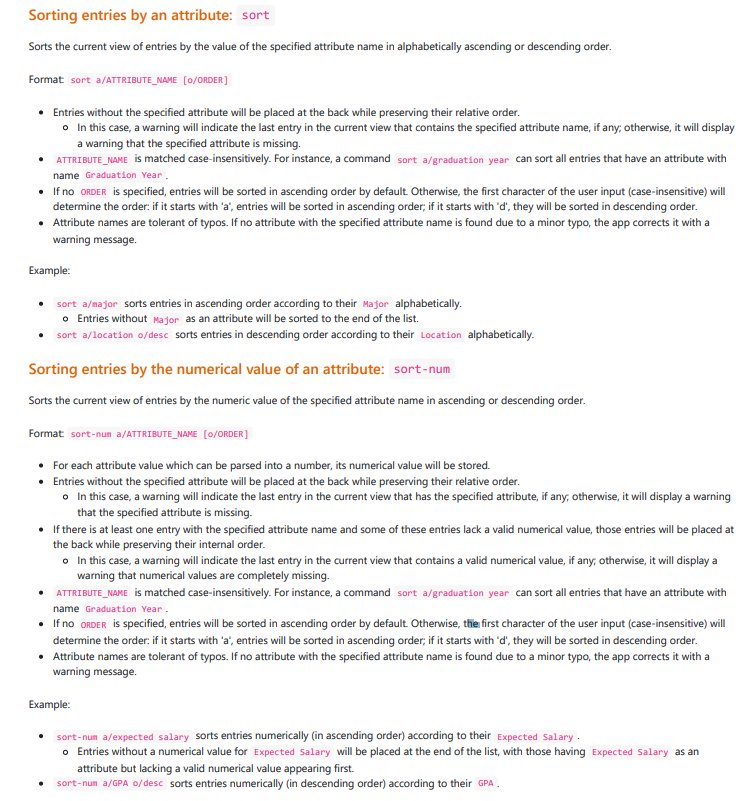 Sorting entries by an attribute: sort
Sorts the current view of entries by the value of the specified attribute name in alphabetically ascending or descending order.
Format: sort a/ATTRIBUTE_NAME [o/ORDER]
• Entries without the specified attribute will be placed at the back while preserving their relative order.
○ In this case, a warning will indicate the last entry in the current view that contains the specified attribute name, if any; otherwise, it will display
a warning that the specified attribute is missing.
• ATTRIBUTE_NAME is matched case-insensitively. For instance, a command sort a/graduation year can sort all entries that have an attribute with
name Graduation Year .
• If no ORDER is specified, entries will be sorted in ascending order by default. Otherwise, the first character of the user input (case-insensitive) will
determine the order: if it starts with 'a', entries will be sorted in ascending order; if it starts with 'd', they will be sorted in descending order.
• Attribute names are tolerant of typos. If no attribute with the specified attribute name is found due to a minor typo, the app corrects it with a
warning message.
Example:
• sort a/major sorts entries in ascending order according to their Major alphabetically.
○ Entries without Major as an attribute will be sorted to the end of the list.
• sort a/location o/desc sorts entries in descending order according to their Location alphabetically.
Sorting entries by the numerical value of an attribute: sort-num
Sorts the current view of entries by the numeric value of the specified attribute name in ascending or descending order.
Format: sort-num a/ATTRIBUTE_NAME [o/ORDER]
• For each attribute value which can be parsed into a number, its numerical value will be stored.
• Entries without the specified attribute will be placed at the back while preserving their relative order.
○ In this case, a warning will indicate the last entry in the current view that has the specified attribute, if any; otherwise, it will display a warning
that the specified attribute is missing.
• If there is at least one entry with the specified attribute name and some of these entries lack a valid numerical value, those entries will be placed at
the back while preserving their internal order.
○ In this case, a warning will indicate the last entry in the current view that contains a valid numerical value, if any; otherwise, it will display a
warning that numerical values are completely missing.
• ATTRIBUTE_NAME is matched case-insensitively. For instance, a command sort a/graduation year can sort all entries that have an attribute with
name Graduation Year .
• If no ORDER is specified, entries will be sorted in ascending order by default. Otherwise, the first character of the user input (case-insensitive) will
determine the order: if it starts with 'a', entries will be sorted in ascending order; if it starts with 'd', they will be sorted in descending order.
• Attribute names are tolerant of typos. If no attribute with the specified attribute name is found due to a minor typo, the app corrects it with a
warning message.
Example:
• sort-num a/expected salary sorts entries numerically (in ascending order) according to their Expected Salary .
○ Entries without a numerical value for Expected Salary will be placed at the end of the list, with those having Expected Salary as an
attribute but lacking a valid numerical value appearing first.
• sort-num a/GPA o/desc sorts entries numerically (in descending order) according to their GPA .